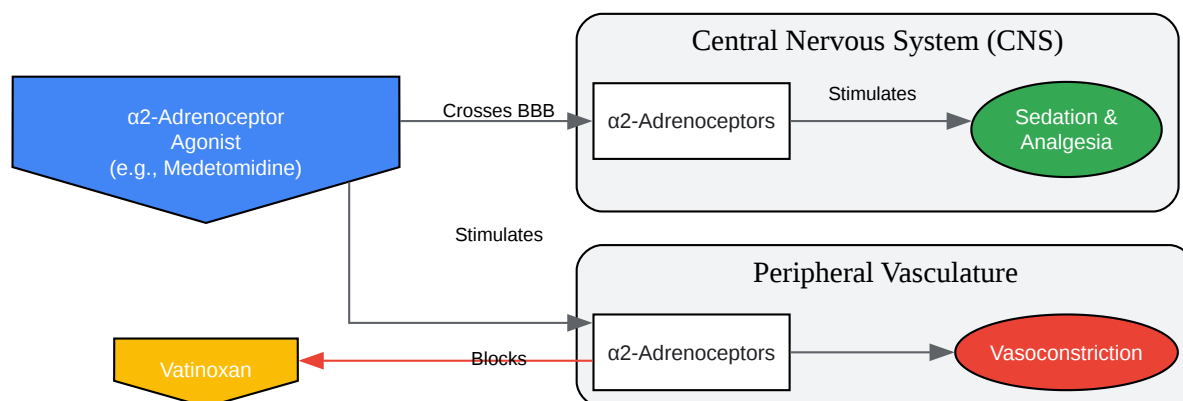 Central Nervous System (CNS)
α2-Adrenoceptor
Agonist
(e.g., Medetomidine)
Crosses BBB
α2-Adrenoceptors
Stimulates
Sedation &
Analgesia
Stimulates
Peripheral Vasculature
α2-Adrenoceptors
Vasoconstriction
Blocks
Vatinoxan